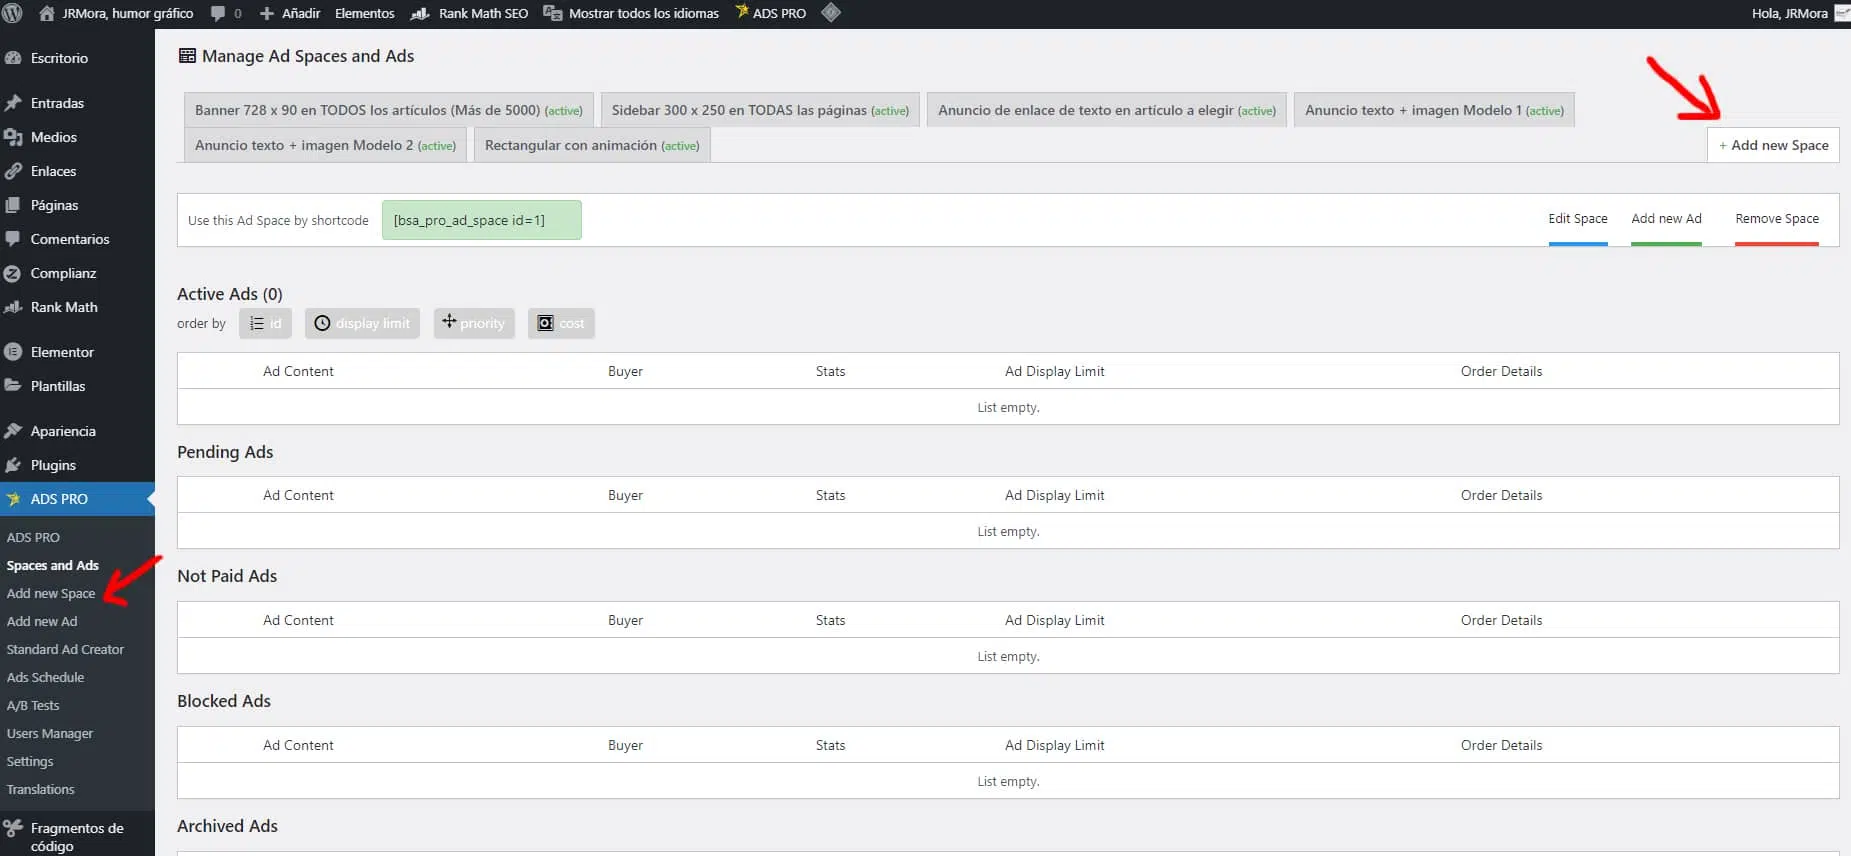 JRMora, humor gráfico 0 Añadir Elementos Rank Math SEO Mostrar todos los idiomas ADS PRO Hola, JRMora
Escritorio
Entradas
Medios
Enlaces
Páginas
Comentarios
Complianz
Rank Math
Elementor
Plantillas
Apariencia
Plugins
ADS PRO
ADS PRO
Spaces and Ads
Add new Space
Add new Ad
Standard Ad Creator
Ads Schedule
A/B Tests
Users Manager
Settings
Translations
Fragmentos de
código
Manage Ad Spaces and Ads
Banner 728 x 90 en TODOS los artículos (Más de 5000) (active) Sidebar 300 x 250 en TODAS las páginas (active) Anuncio de enlace de texto en artículo a elegir (active) Anuncio texto + imagen Modelo 1 (active)
Anuncio texto + imagen Modelo 2 (active) Rectangular con animación (active) + Add new Space
Use this Ad Space by shortcode [bsa_pro_ad_space id=1] Edit Space Add new Ad Remove Space
Active Ads (0)
order by id display limit priority cost
Ad Content Buyer Stats Ad Display Limit Order Details
List empty.
Pending Ads
Ad Content Buyer Stats Ad Display Limit Order Details
List empty.
Not Paid Ads
Ad Content Buyer Stats Ad Display Limit Order Details
List empty.
Blocked Ads
Ad Content Buyer Stats Ad Display Limit Order Details
List empty.
Archived Ads